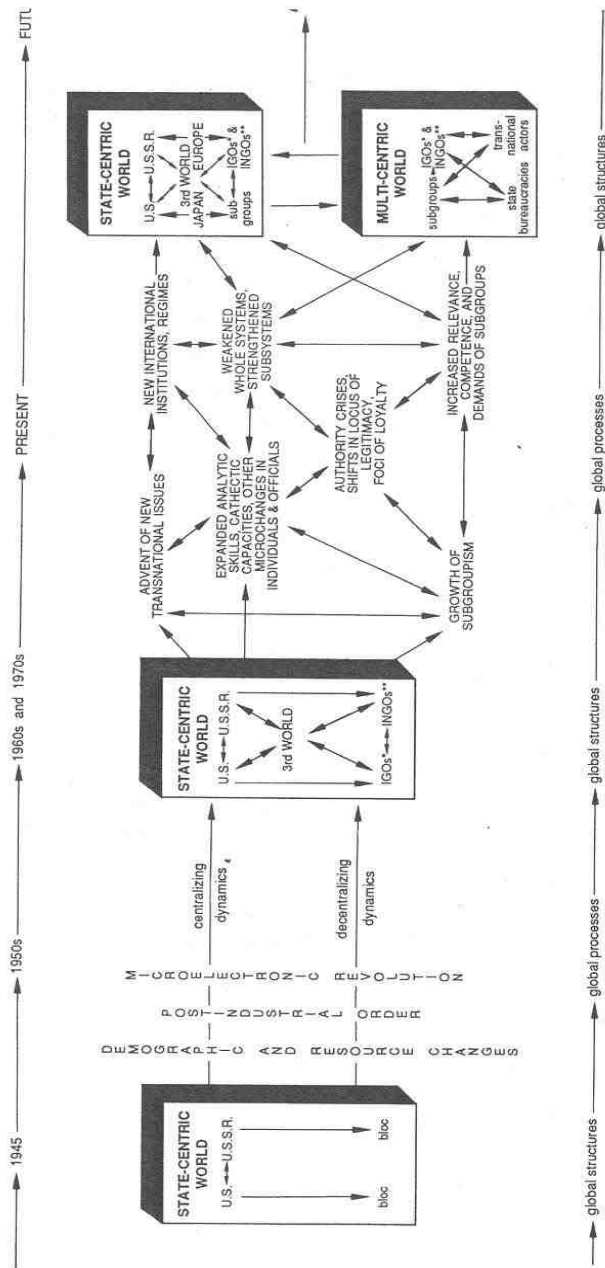 1945
1950s
1960s and 1970s
PRESENT
STATE-CENTRIC
WORLD
U.S.
U.S.S.R.
bloc
bloc
DEMOGRAPHIC AND RESOURCE CHANGES
POSTINDUSTRIAL ORDER
MICROELECTRONIC REVOLUTION
centralizing
dynamics
decentralizing
dynamics
STATE-CENTRIC
WORLD
U.S.
U.S.S.R.
3rd WORLD
IGOs*
INGOs**
ADVENT OF NEW
TRANSNATIONAL ISSUES
NEW INTERNATIONAL
INSTITUTIONS, REGIMES
EXPANDED ANALYTIC
SKILLS, CATHECTIC
CAPACITIES, OTHER
MICROCHANGES IN
INDIVIDUALS & OFFICIALS
WEAKENED
WHOLE SYSTEMS,
STRENGTHENED
SUBSYSTEMS
AUTHORITY CRISES,
SHIFTS IN LOCUS OF
LEGITIMACY,
FOCI OF LOYALTY
GROWTH OF
SUBGROUPISM
INCREASED RELEVANCE,
COMPETENCE, AND
DEMANDS OF SUBGROUPS
STATE-CENTRIC
WORLD
U.S.
U.S.S.R.
3rd WORLD
JAPAN
EUROPE
sub
groups
IGOs* &
INGOs**
MULTI-CENTRIC
WORLD
subgroups
IGOs* &
INGOs**
state
bureaucracies
trans-
national
actors
global structures
global processes
global structures
global processes
global structures